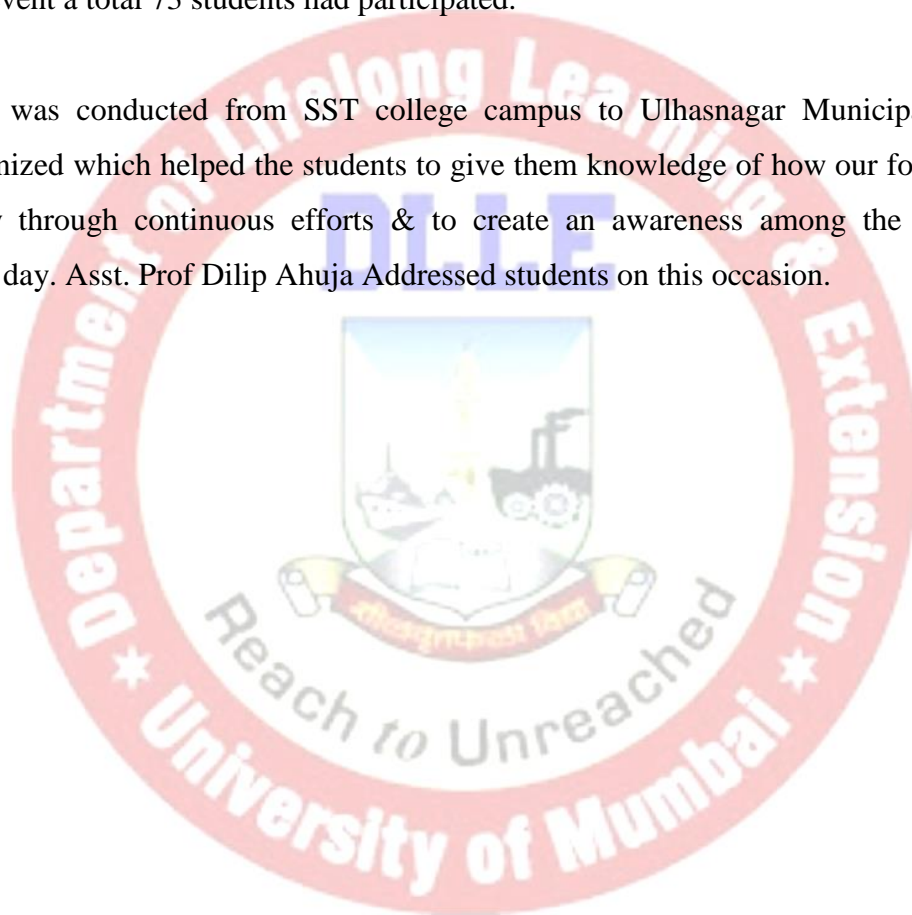 vent a total 75 students had participated.
was conducted from SST college campus to Ulhasnagar Municip
nized which helped the students to give them knowledge of how our fo
through continuous efforts & to create an awareness among the
day. Asst. Prof Dilip Ahuja Addressed students on this occasion.
Department of Lifelong Learning & Extension
DLLE
Reach to Unreached
* University of Mumbai *